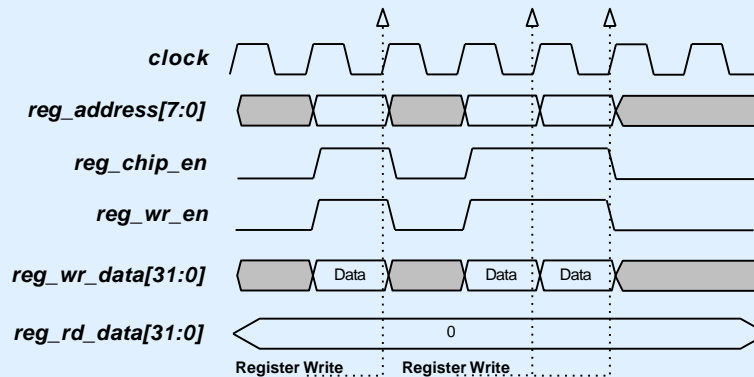 clock
reg_address[7:0]
reg_chip_en
reg_wr_en
reg_wr_data[31:0] Data Data Data
reg_rd_data[31:0] 0
Register Write Register Write